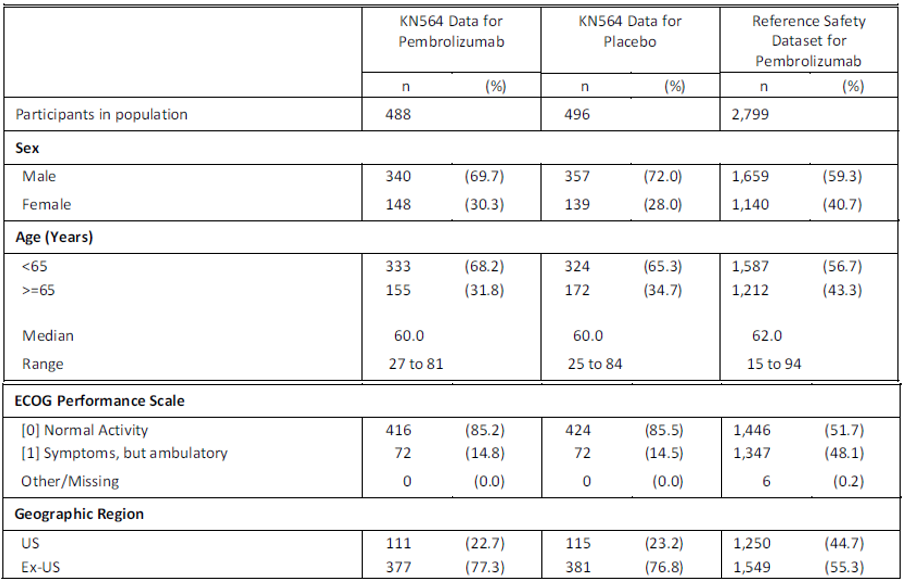 KN564 Data for Pembrolizumab KN564 Data for Placebo Reference Safety Dataset for Pembrolizumab
n (%) n (%) n (%)
Participants in population 488 496 2,799
Sex
Male 340 (69.7) 357 (72.0) 1,659 (59.3)
Female 148 (30.3) 139 (28.0) 1,140 (40.7)
Age (Years)
<65 333 (68.2) 324 (65.3) 1,587 (56.7)
>=65 155 (31.8) 172 (34.7) 1,212 (43.3)
Median 60.0 60.0 62.0
Range 27 to 81 25 to 84 15 to 94
ECOG Performance Scale
[0] Normal Activity 416 (85.2) 424 (85.5) 1,446 (51.7)
[1] Symptoms, but ambulatory 72 (14.8) 72 (14.5) 1,347 (48.1)
Other/Missing 0 (0.0) 0 (0.0) 6 (0.2)
Geographic Region
US 111 (22.7) 115 (23.2) 1,250 (44.7)
Ex-US 377 (77.3) 381 (76.8) 1,549 (55.3)